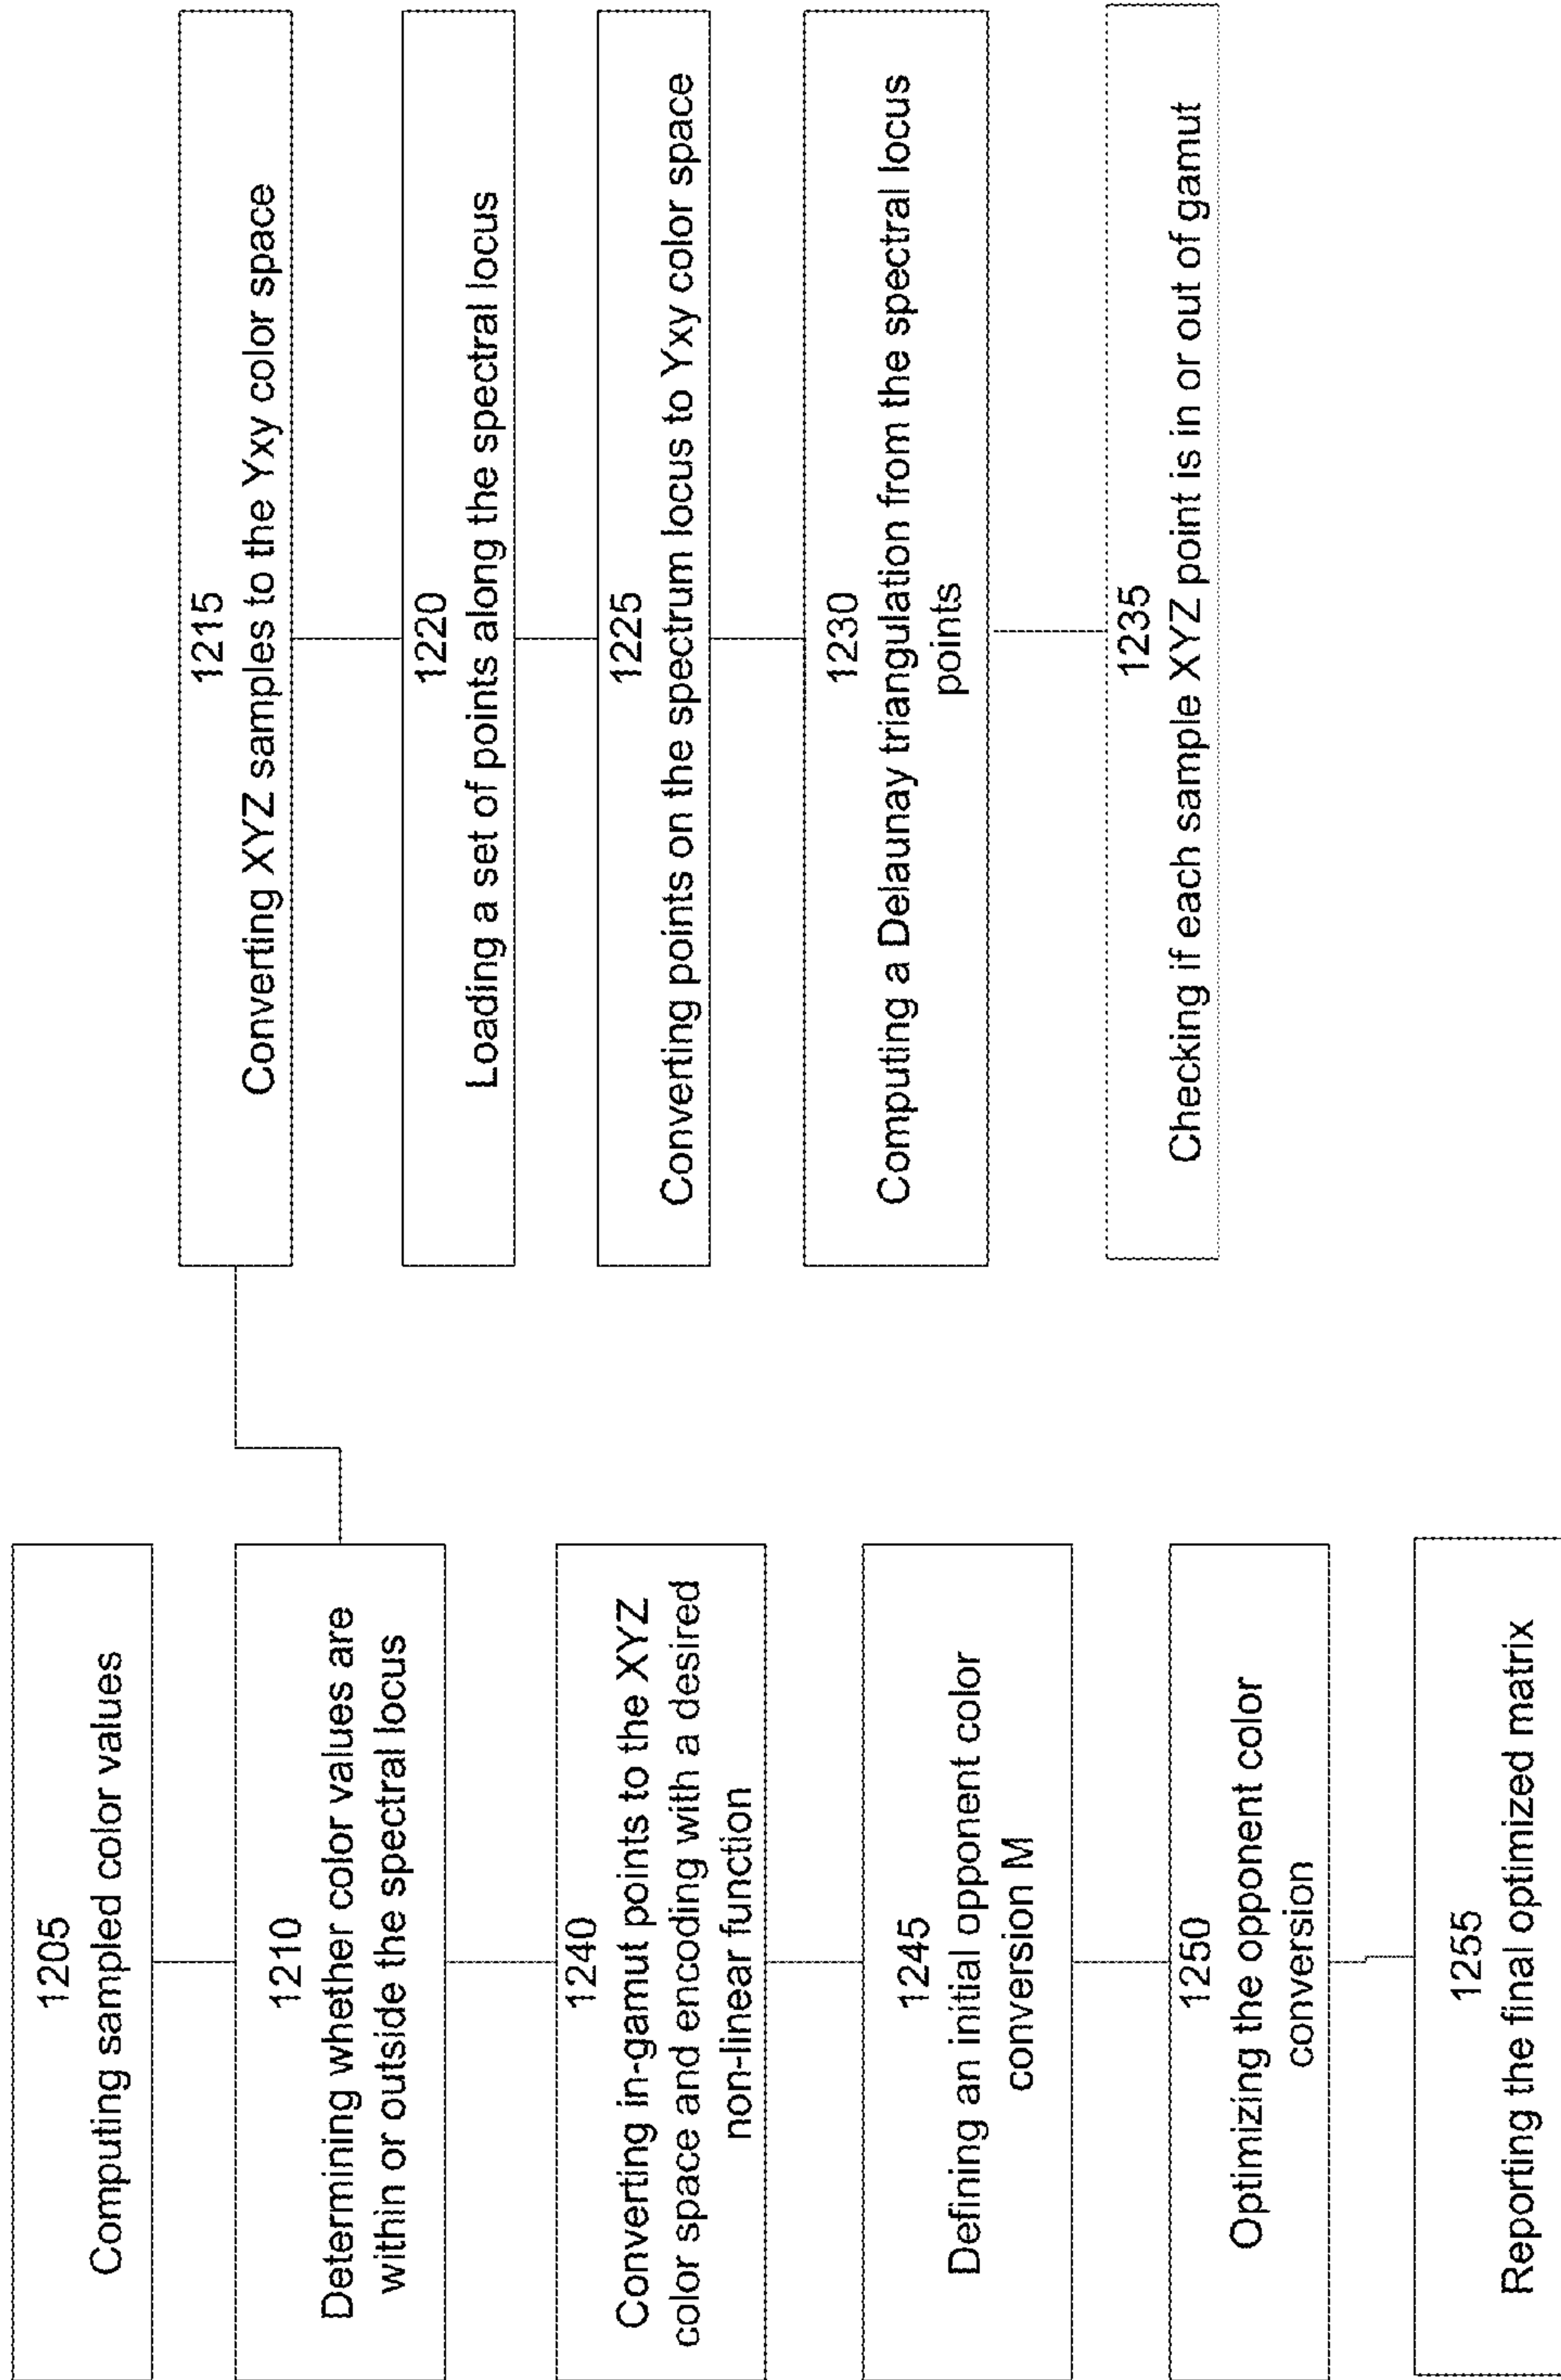 1205
Computing sampled color values
1210
Determining whether color values are
within or outside the spectral locus
1240
Converting in-gamut points to the XYZ
color space and encoding with a desired
non-linear function
1245
Defining an initial opponent color
conversion M
1250
Optimizing the opponent color
conversion
1255
Reporting the final optimized matrix
1215
Converting XYZ samples to the Yxy color space
1220
Loading a set of points along the spectral locus
1225
Converting points on the spectrum locus to Yxy color space
1230
Computing a Delaunay triangulation from the spectral locus
points
1235
Checking if each sample XYZ point is in or out of gamut